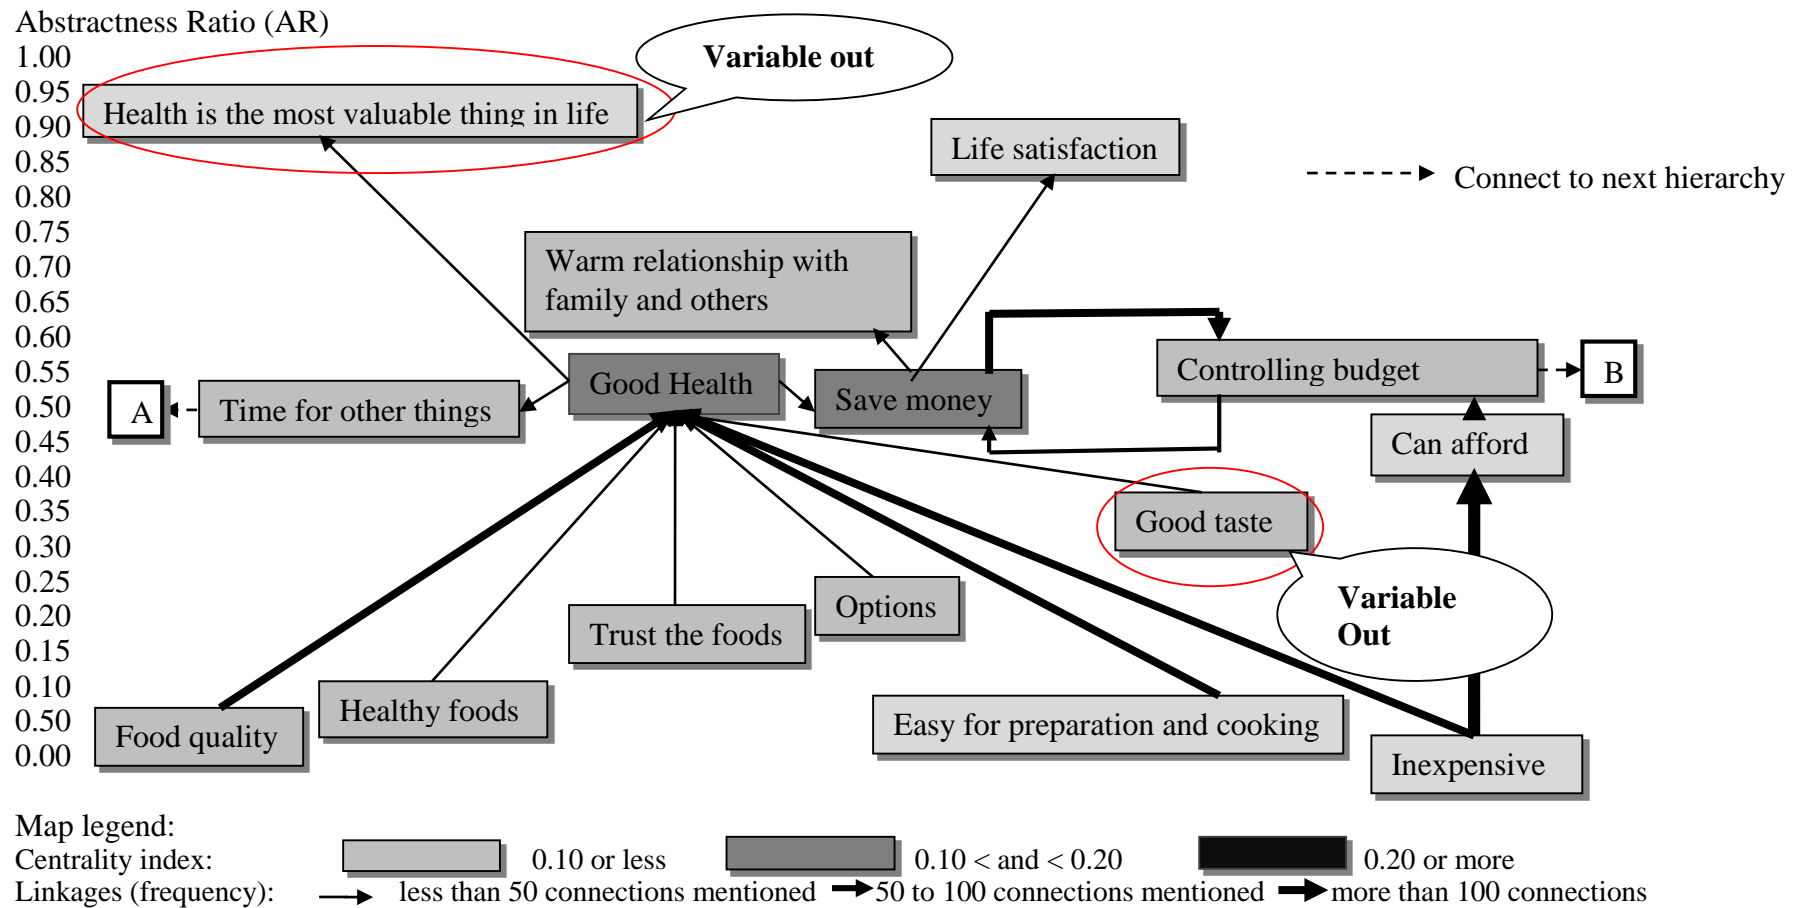 Abstractness Ratio (AR)
1.00
0.95
0.90
0.85
0.80
0.75
0.70
0.65
0.60
0.55
0.50
0.45
0.40
0.35
0.30
0.25
0.20
0.15
0.10
0.50
0.00
Variable out
Health is the most valuable thing in life
Life satisfaction
Connect to next hierarchy
Warm relationship with
family and others
Good Health
Save money
Controlling budget
B
A
Time for other things
Can afford
Good taste
Variable
Out
Options
Trust the foods
Healthy foods
Food quality
Easy for preparation and cooking
Inexpensive
Map legend:
Centrality index: 0.10 or less 0.10 < and < 0.20 0.20 or more
Linkages (frequency): less than 50 connections mentioned 50 to 100 connections mentioned more than 100 connections